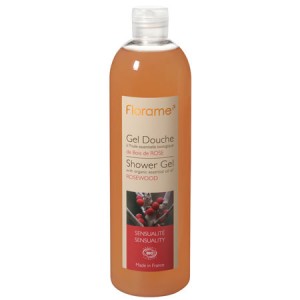 Florame
Gel Douche
à l'huile essentielle biologique
de Bois de ROSE
Shower Gel
with organic essential oil of
ROSEWOOD
SENSUALITÉ
SENSUALITY
Made in France